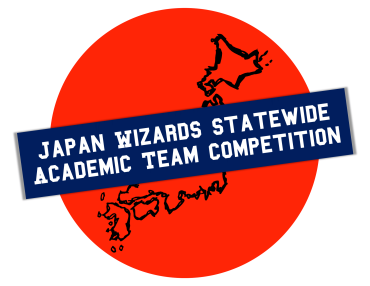 JAPAN WIZARDS STATEWIDE
ACADEMIC TEAM COMPETITION